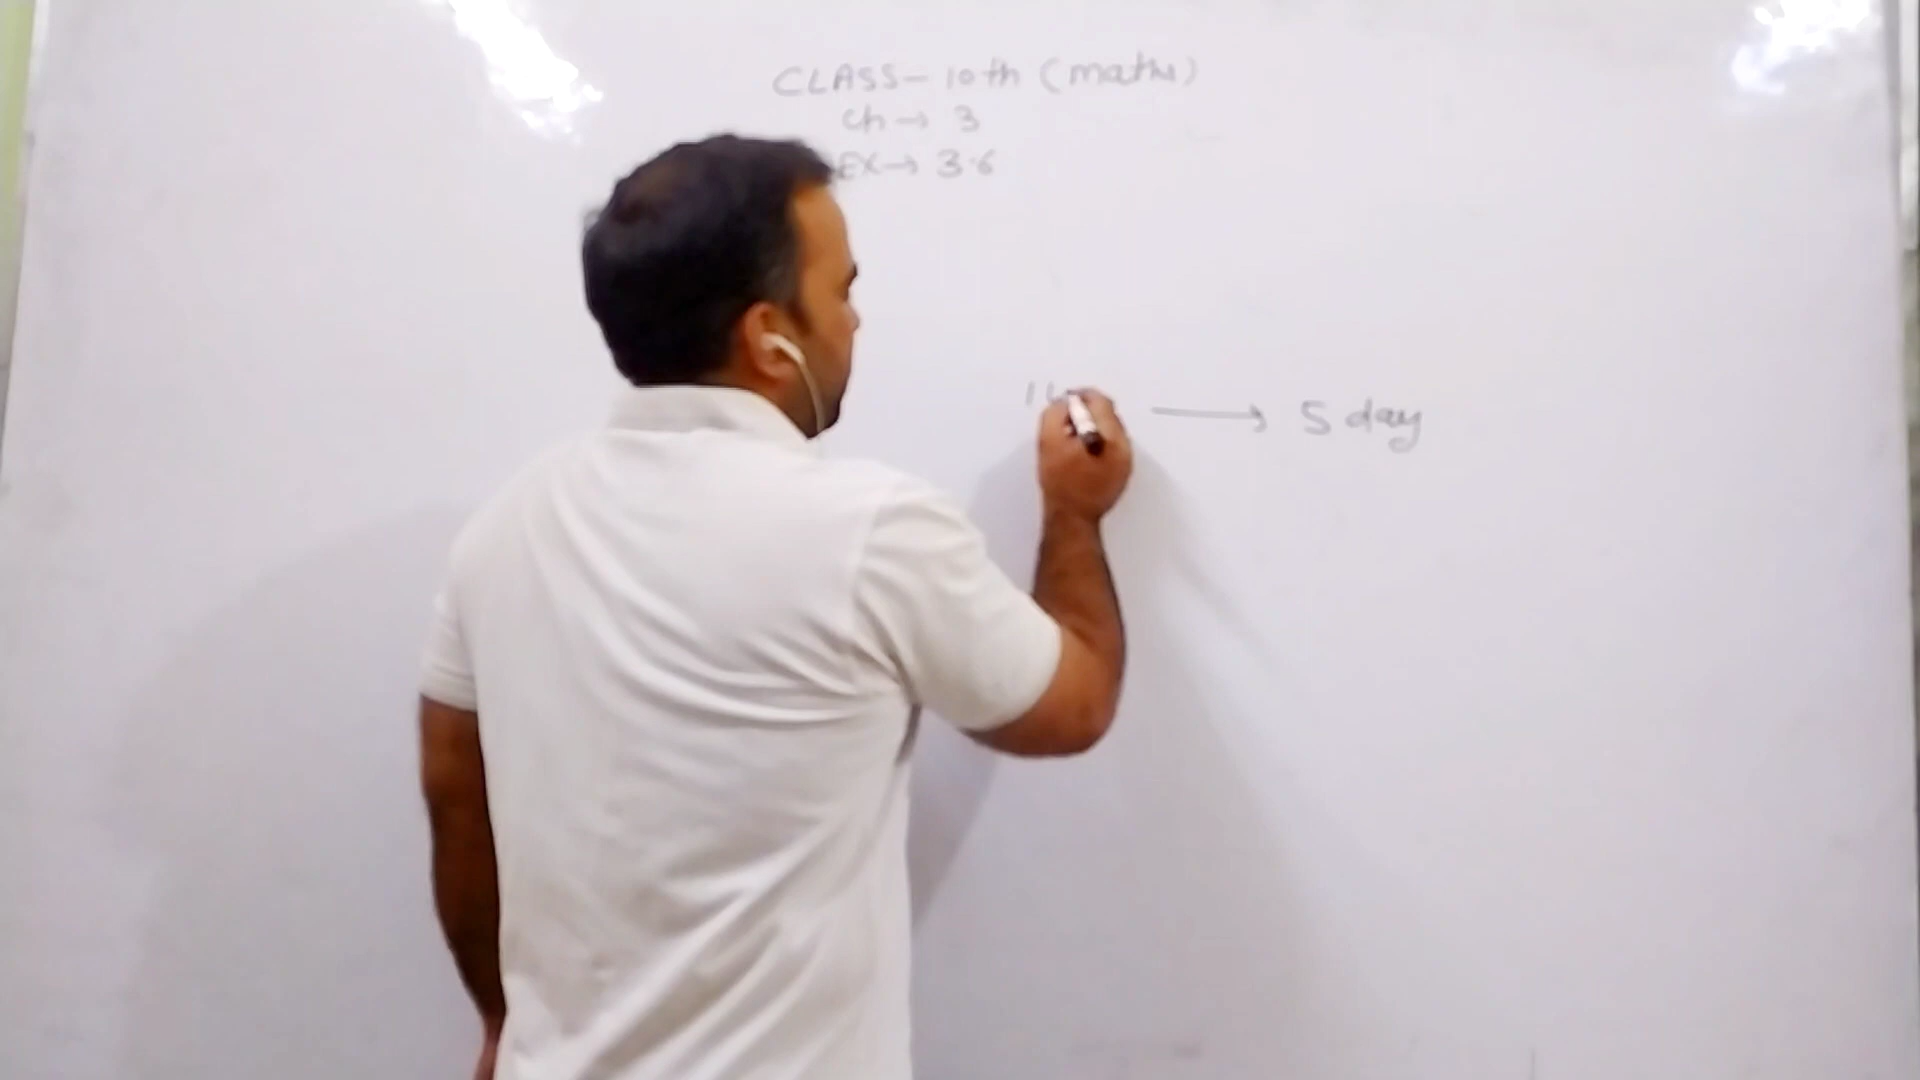 CLASS - 10th (maths)
Ch → 3
EX → 3.6
→ 5 day